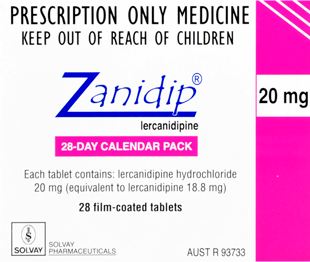 PRESCRIPTION ONLY MEDICINE
KEEP OUT OF REACH OF CHILDREN
Zanidip®
lercanidipine
20 mg
28-DAY CALENDAR PACK
Each tablet contains: lercanidipine hydrochloride
20 mg (equivalent to lercanidipine 18.8 mg)
28 film-coated tablets
SOLVAY
SOLVAY
PHARMACEUTICALS
AUST R 93733